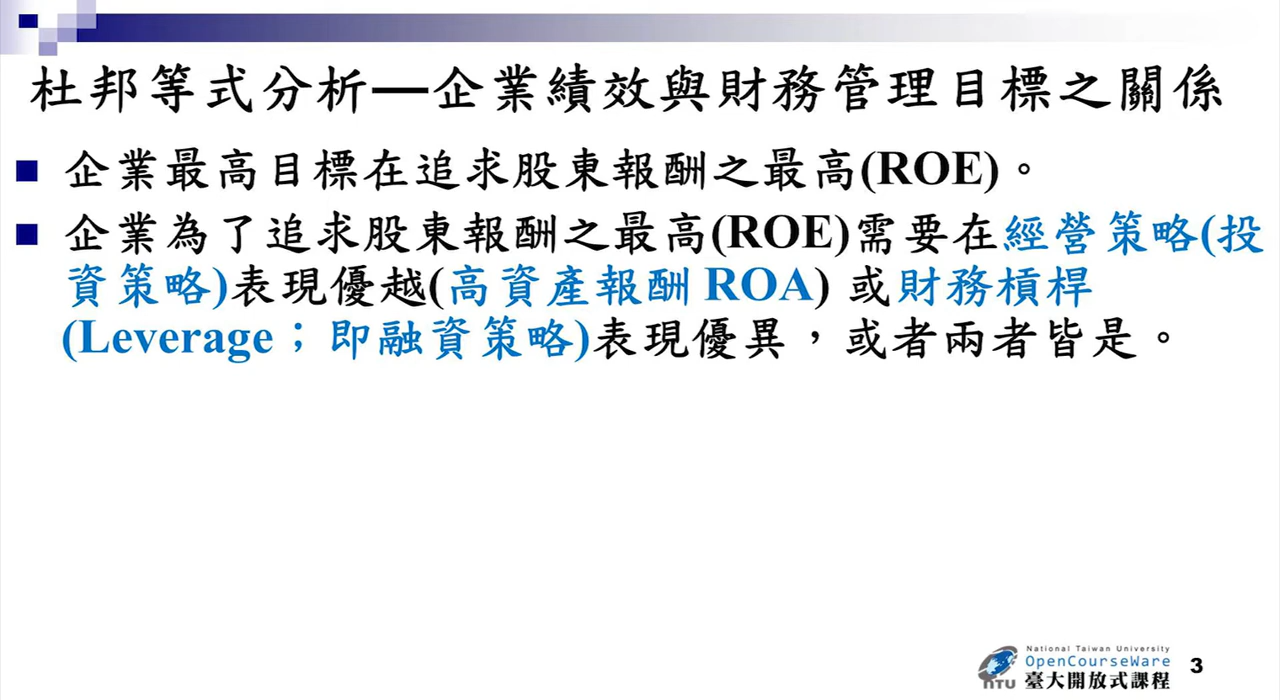 杜邦等式分析—企業績效與財務管理目標之關係
企業最高目標在追求股東報酬之最高(ROE)。
企業為了追求股東報酬之最高(ROE)需要在經營策略(投
資策略)表現優越(高資產報酬 ROA) 或財務槓桿
(Leverage；即融資策略)表現優異，或者兩者皆是。
National Taiwan University
OpenCourseWare
NTU 臺大開放式課程
3